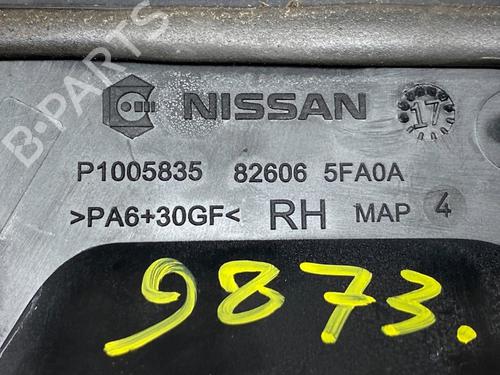 NISSAN
17
P1005835 82606 5FA0A
>PA6+30GF< RH MAP 4
9873.
B-PARTS